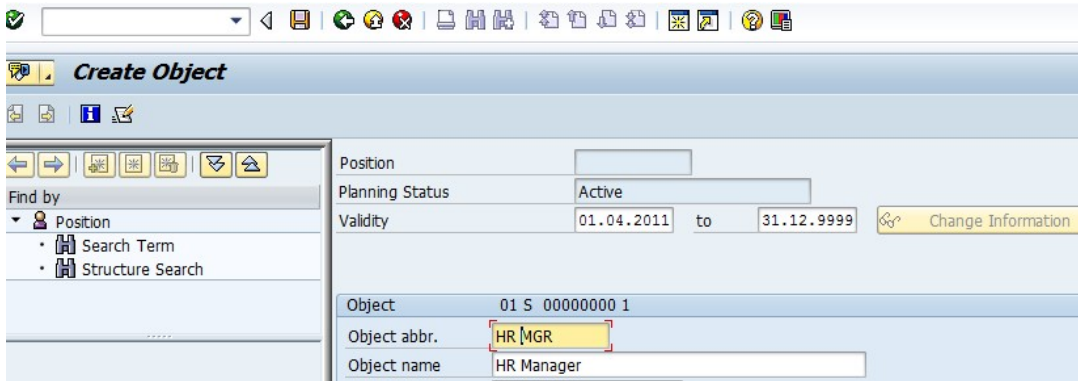 Create Object
Find by
Position
Search Term
Structure Search
Position
Planning Status Active
Validity 01.04.2011 to 31.12.9999 Change Information
Object 01 S 00000000 1
Object abbr. HR MGR
Object name HR Manager